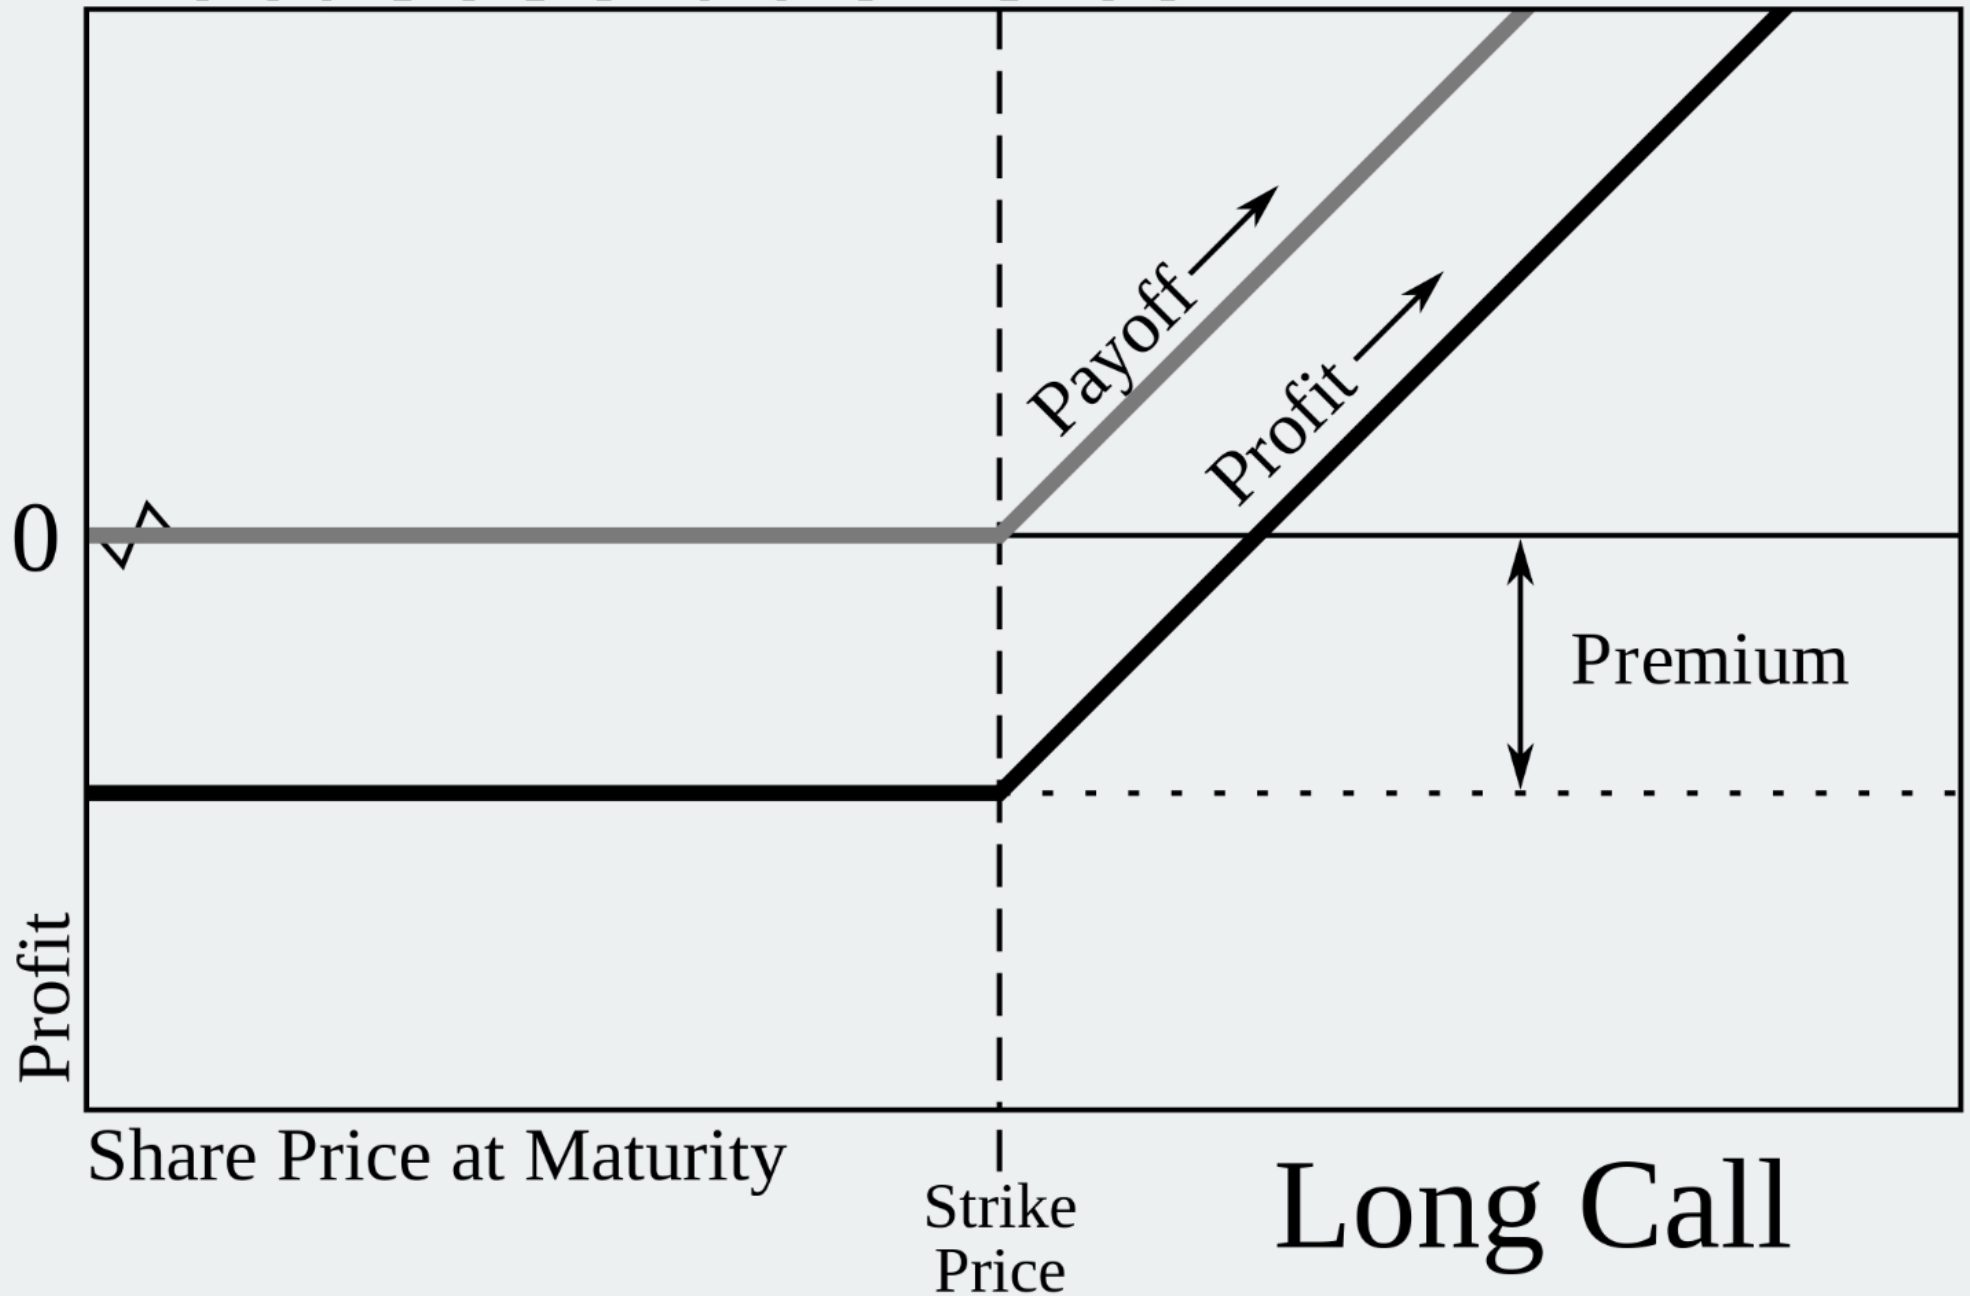 Payoff
Profit
0
Premium
Profit
Share Price at Maturity
Strike
Price
Long Call